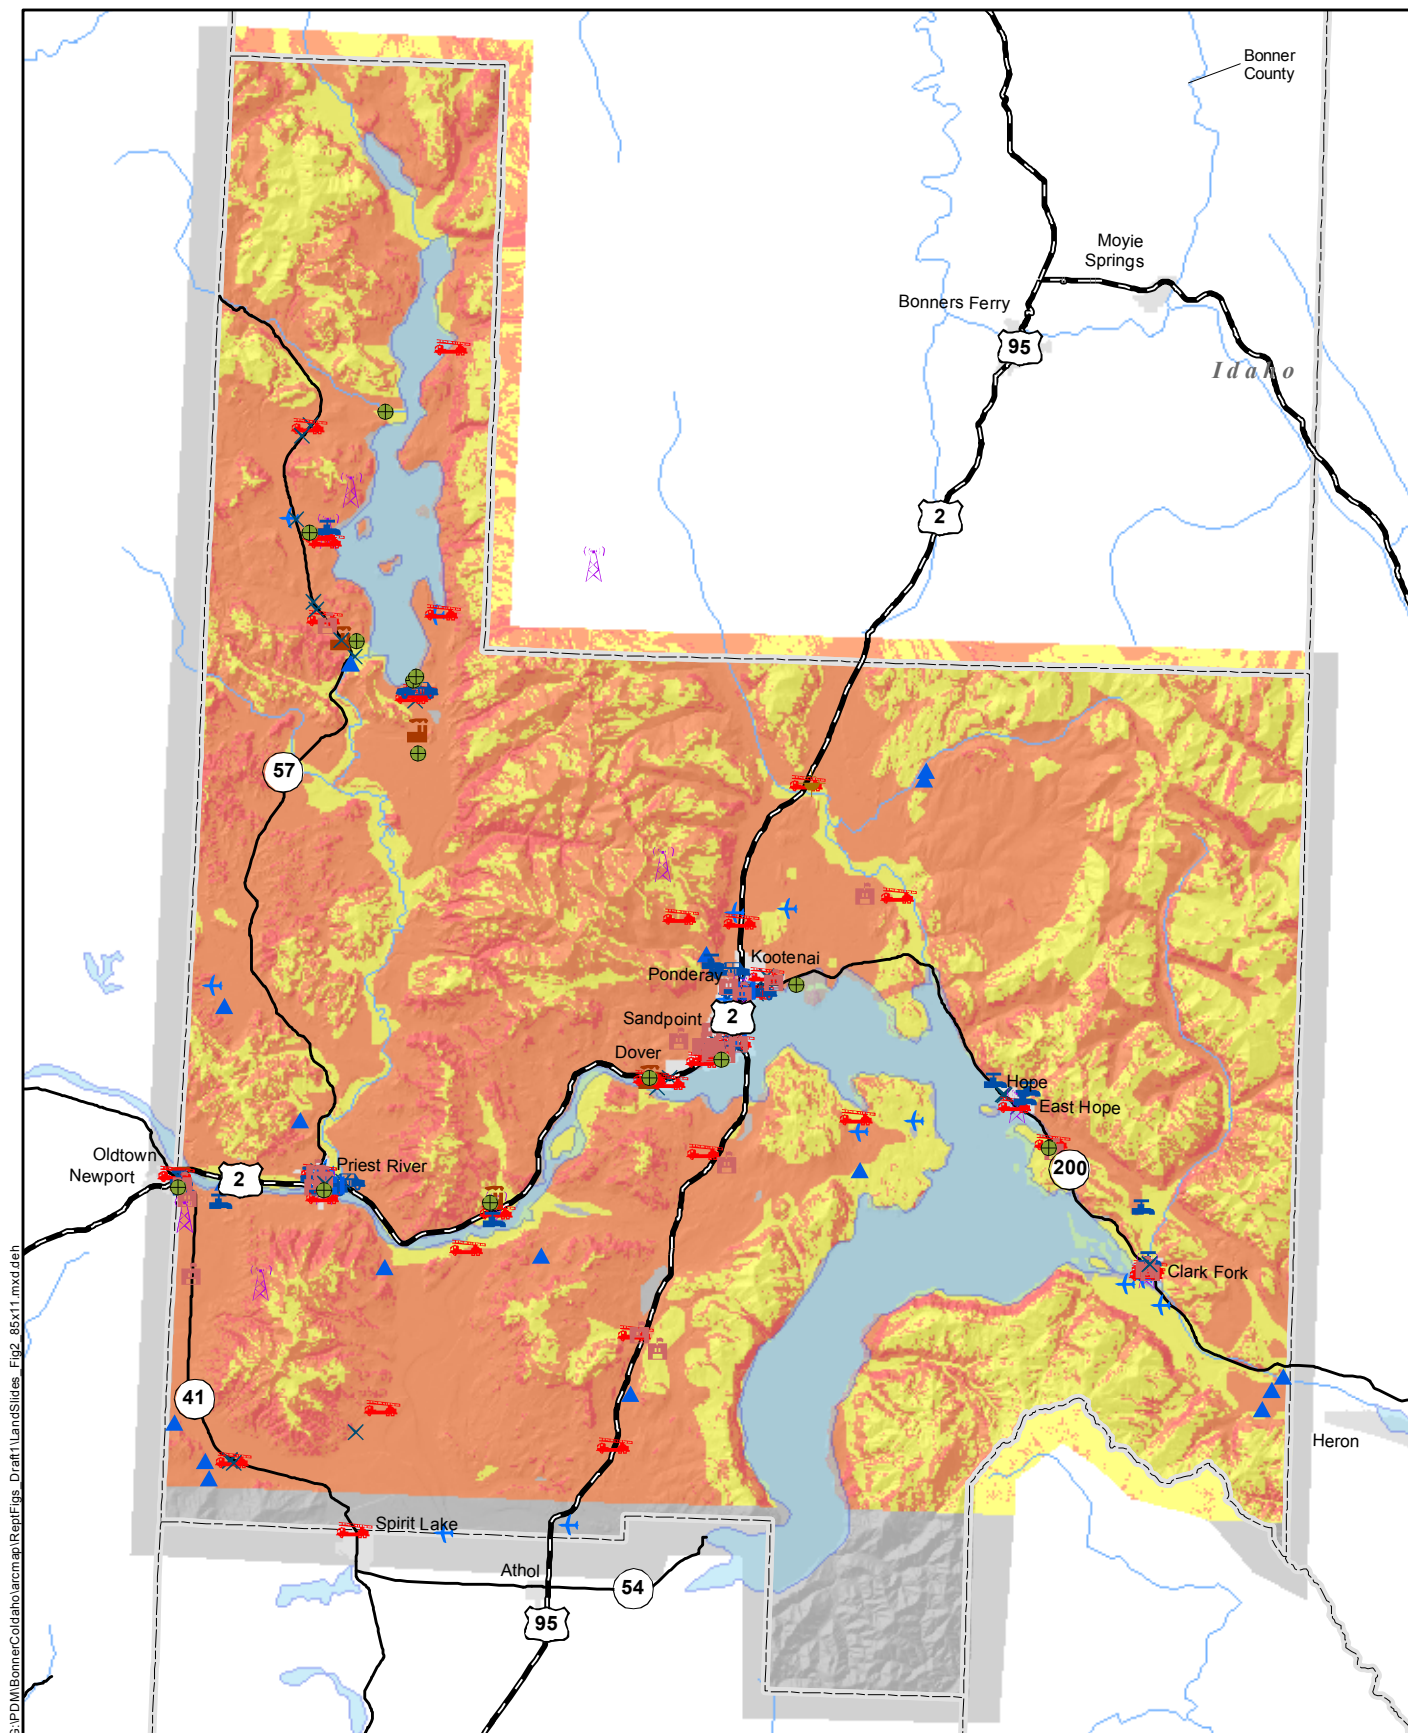 Bonner
County
Moyie
Springs
Bonners Ferry
95
Idaho
2
57
Kootenai
Ponderay
2
Sandpoint
Dover
Hope
East Hope
Oldtown
Newport
2
Priest River
200
Clark Fork
41
Heron
Spirit Lake
Athol
54
95
G:\PDM\BonnerCoIdaho\arcmap\ReptFigs_Draft1\LandSlides_Fig2_85x11.mxd.deh